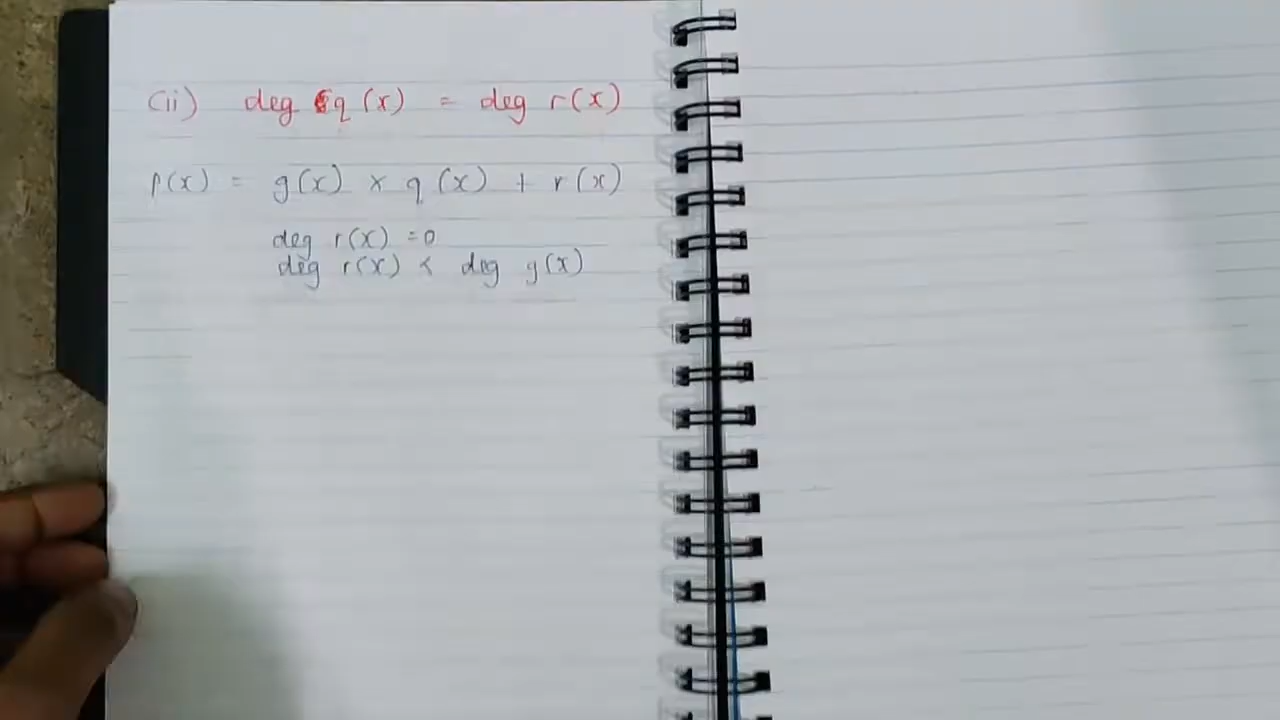 (ii) deg q(x) = deg r(x)
p(x) = g(x) × q(x) + r(x)
deg r(x) = 0
deg r(x) < deg g(x)